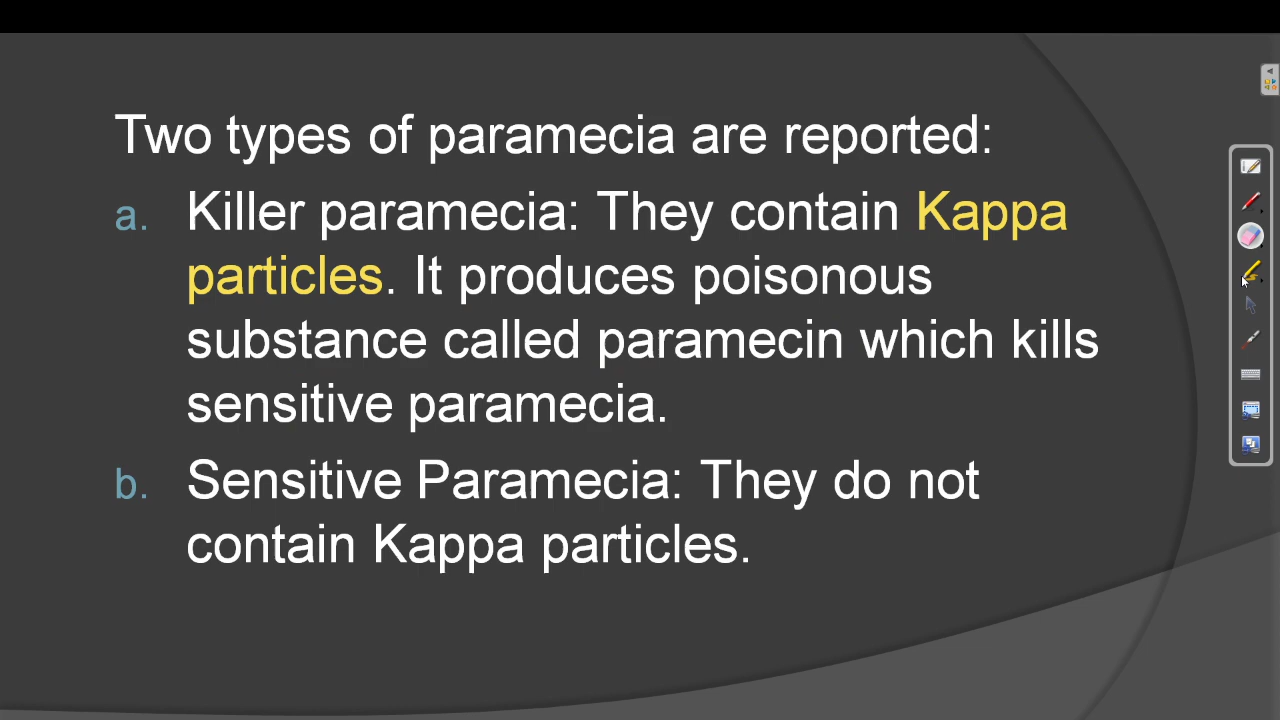 Two types of paramecia are reported:
a. Killer paramecia: They contain Kappa
particles. It produces poisonous
substance called paramecin which kills
sensitive paramecia.
b. Sensitive Paramecia: They do not
contain Kappa particles.